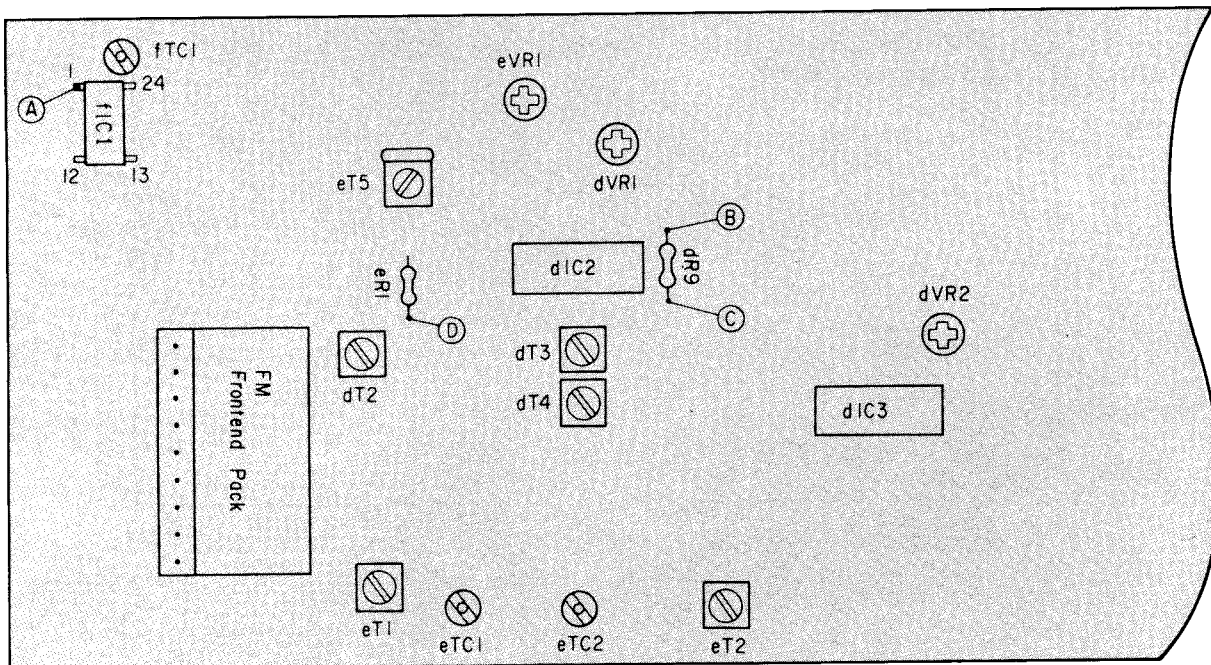 fTC1
1
24
A
fIC1
12
13
eVR1
dVR1
eT5
B
dIC2
dR9
eR1
C
D
dVR2
dT3
dT2
dT4
dIC3
FM
Frontend Pack
eT1
eTC1
eTC2
eT2